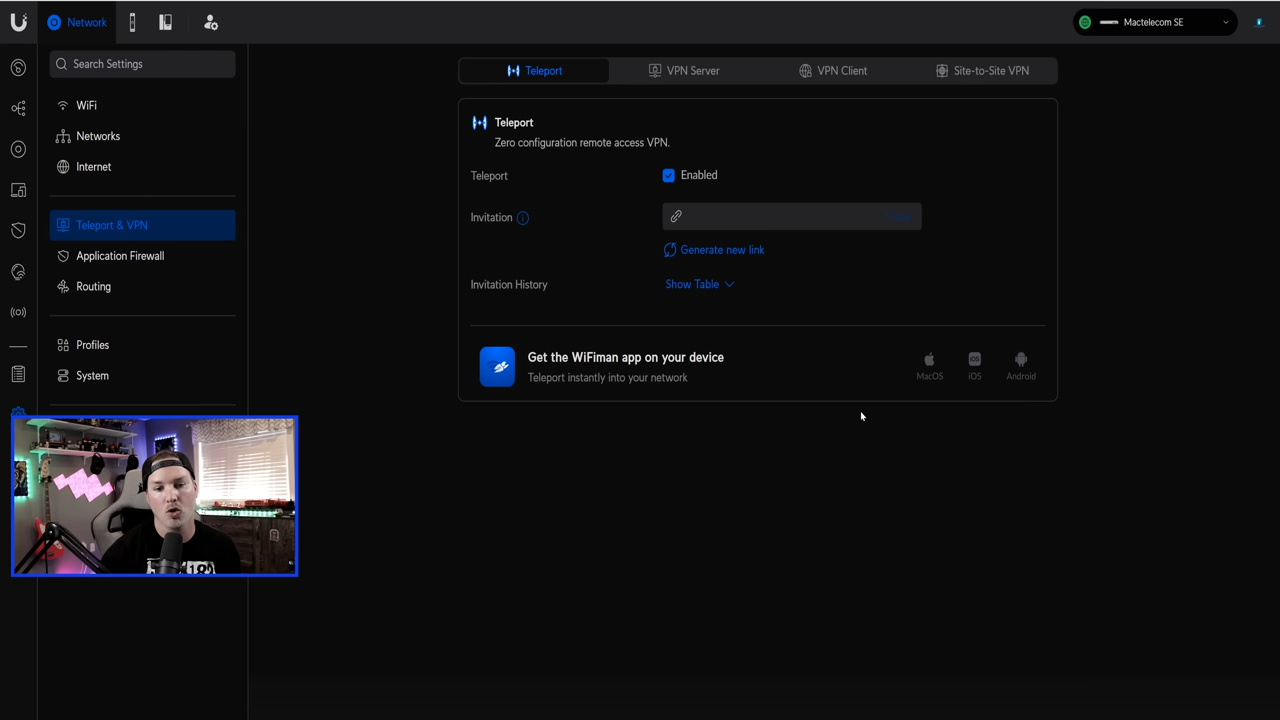 Network
Mactelecom SE
Search Settings
WiFi
Networks
Internet
Teleport & VPN
Application Firewall
Routing
Profiles
System
Teleport
VPN Server
VPN Client
Site-to-Site VPN
Teleport
Zero configuration remote access VPN.
Teleport
Enabled
Invitation
Generate new link
Invitation History
Show Table
Get the WiFiman app on your device
Teleport instantly into your network
MacOS
iOS
Android